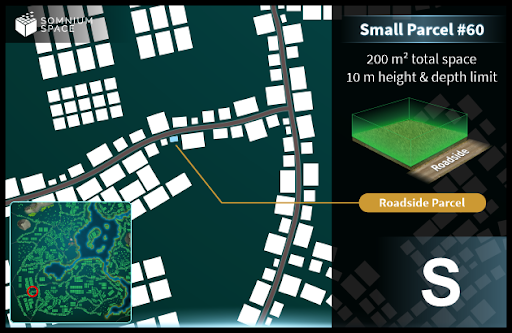 SOMNIUM
SPACE
Small Parcel #60
200 m² total space
10 m height & depth limit
Roadside
Roadside Parcel
S